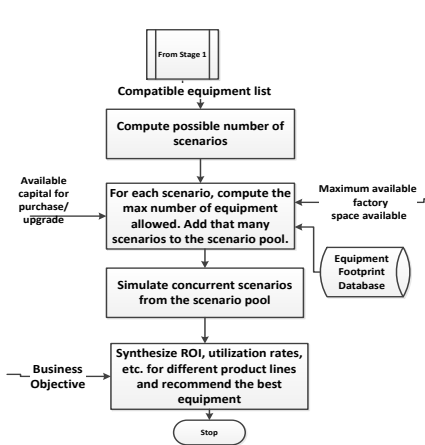 From Stage 1
Compatible equipment list
Compute possible number of
scenarios
Available
capital for
purchase/
upgrade
For each scenario, compute the
max number of equipment
allowed. Add that many
scenarios to the scenario pool.
Maximum available
factory
space available
Equipment
Footprint
Database
Simulate concurrent scenarios
from the scenario pool
Business
Objective
Synthesize ROI, utilization rates,
etc. for different product lines
and recommend the best
equipment
Stop